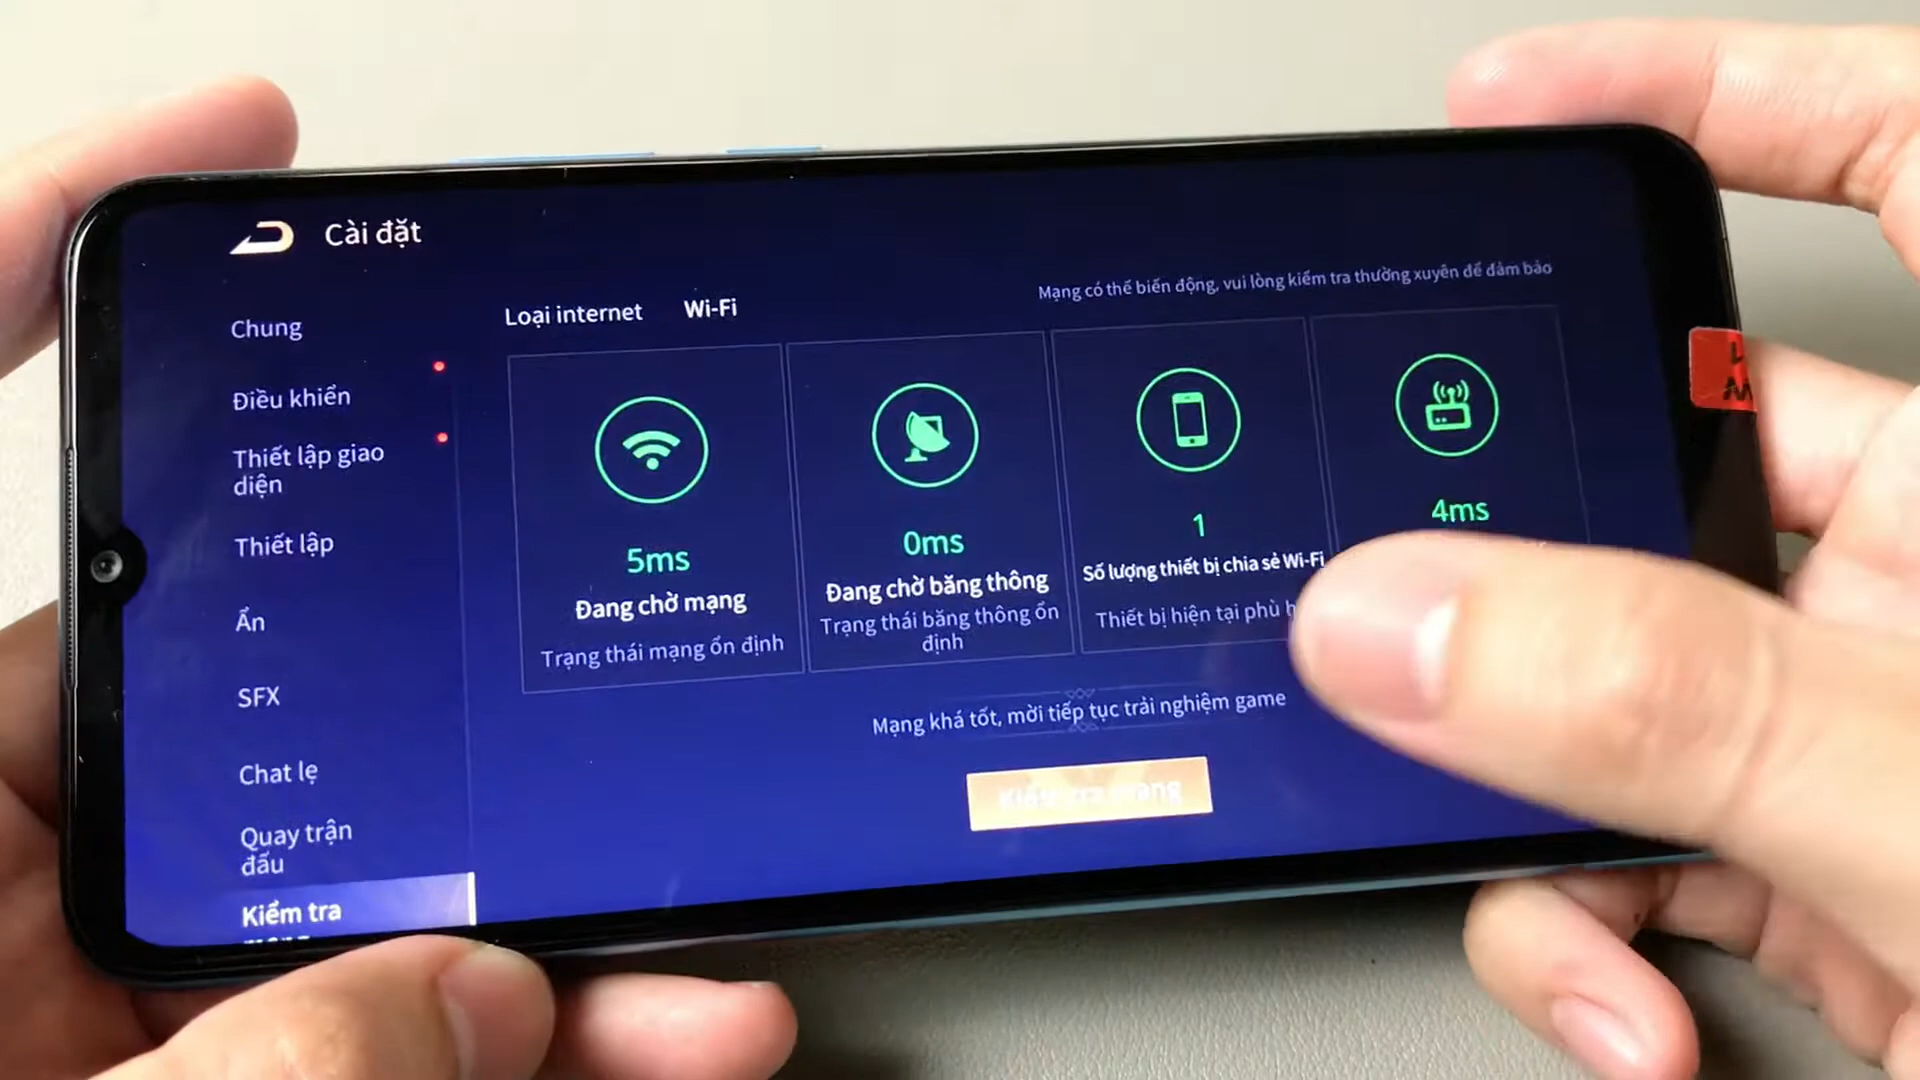 Cài đặt
Chung
Điều khiển
Thiết lập giao
diện
Thiết lập
Ẩn
SFX
Chat lẹ
Quay trận
đấu
Kiểm tra
Loại internet Wi-Fi
Mạng có thể biến động, vui lòng kiểm tra thường xuyên để đảm bảo
5ms
Đang chờ mạng
Trạng thái mạng ổn định
0ms
Đang chờ băng thông
Trạng thái băng thông ổn
định
1
Số lượng thiết bị chia sẻ Wi-Fi
Thiết bị hiện tại phù
4ms
Mạng khá tốt, mời tiếp tục trải nghiệm game
Kiểm tra mạng